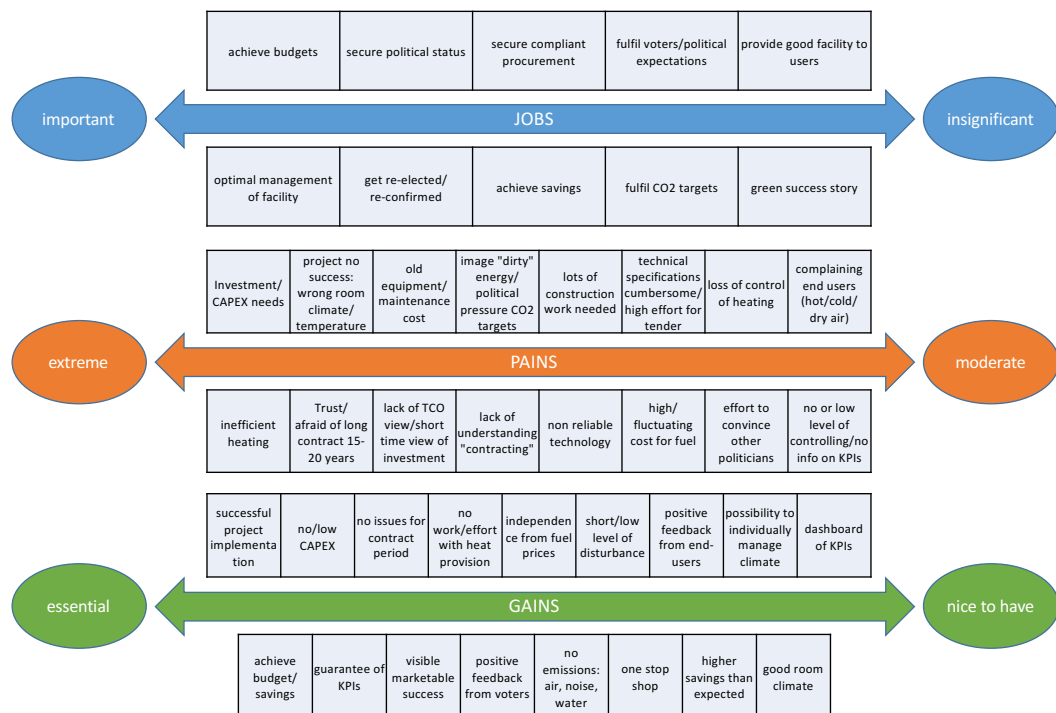 achieve budgets
secure political status
secure compliant
procurement
fulfil voters/political
expectations
provide good facility to
users
important
JOBS
insignificant
optimal management
of facility
get re-elected/
re-confirmed
achieve savings
fulfil CO2 targets
green success story
Investment/
CAPEX needs
project no
success:
wrong room
climate/
temperature
old
equipment/
maintenance
cost
image "dirty"
energy/
political
pressure CO2
targets
lots of
construction
work needed
technical
specifications
cumbersome/
high effort for
tender
loss of control
of heating
complaining
end users
(hot/cold/
dry air)
extreme
PAINS
moderate
inefficient
heating
Trust/
afraid of long
contract 15-
20 years
lack of TCO
view/short
time view of
investment
lack of
understanding
"contracting"
non reliable
technology
high/
fluctuating
cost for fuel
effort to
convince
other
politicians
no or low
level of
controlling/no
info on KPIs
successful
project
implementa
tion
no/low
CAPEX
no issues for
contract
period
no
work/effort
with heat
provision
independen
ce from fuel
prices
short/low
level of
disturbance
positive
feedback
from end-
users
possibility to
individually
manage
climate
dashboard
of KPIs
essential
GAINS
nice to have
achieve
budget/
savings
guarantee of
KPIs
visible
marketable
success
positive
feedback
from voters
no
emissions:
air, noise,
water
one stop
shop
higher
savings than
expected
good room
climate